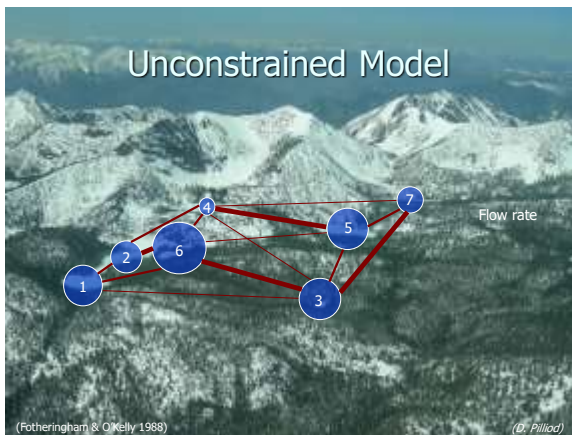 Unconstrained Model
4
7
Flow rate
5
6
2
1
3
(Fotheringham & O'Kelly 1988)
(D. Pilliod)